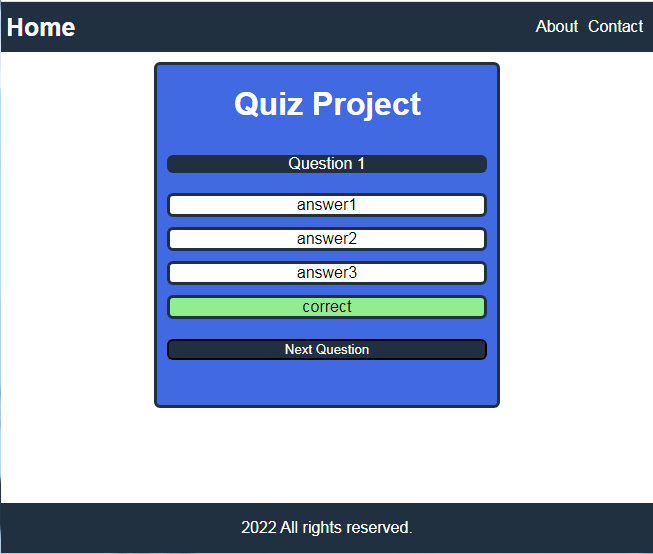 Home About Contact
Quiz Project
Question 1
answer1
answer2
answer3
correct
Next Question
2022 All rights reserved.